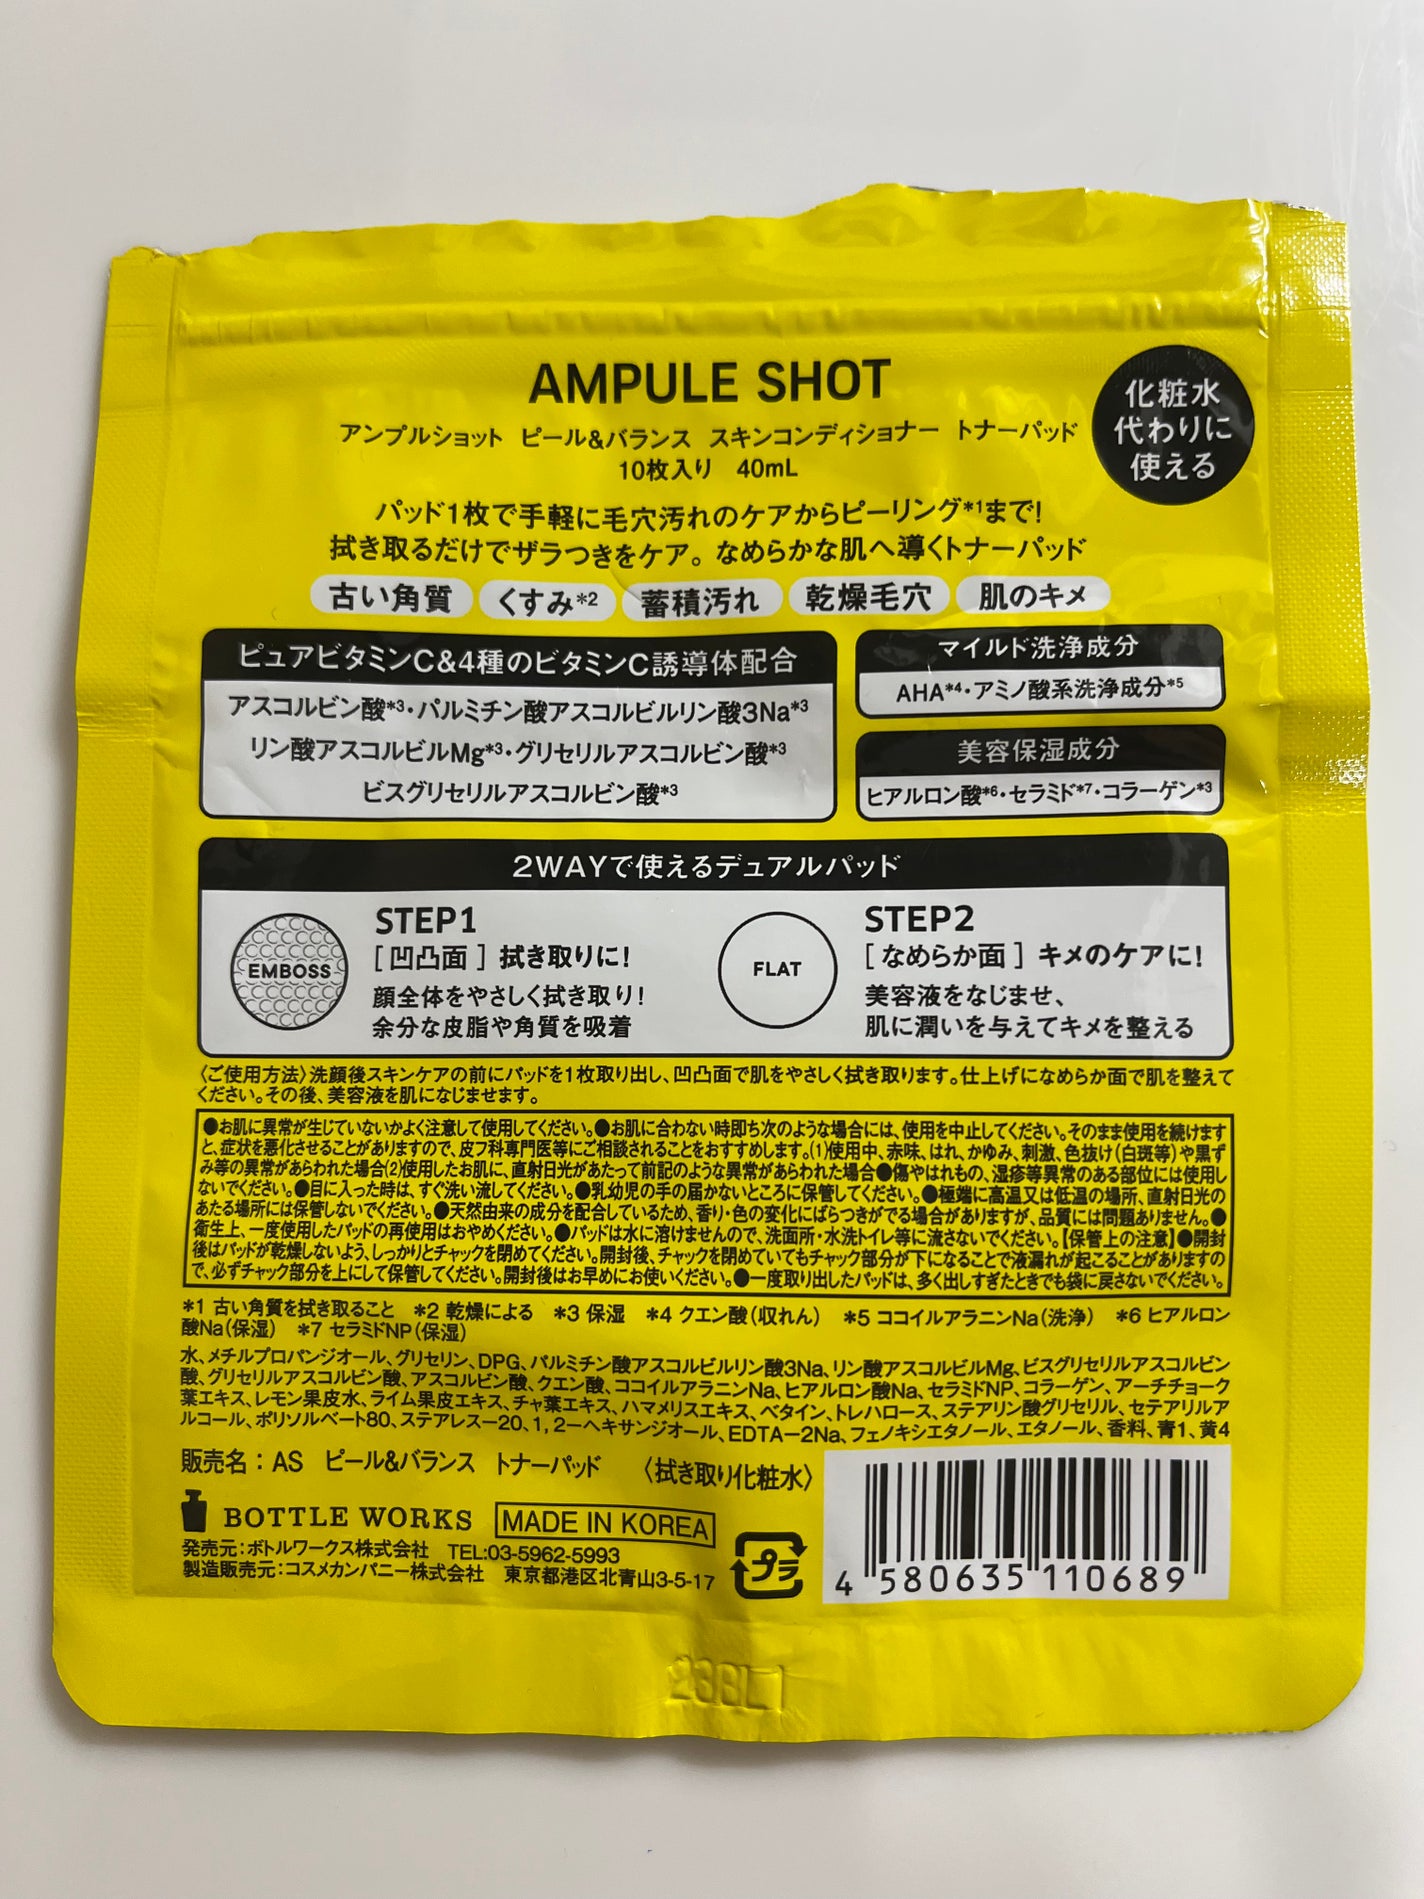 AMPULE SHOT
アンプルショット ピール&バランス スキンコンディショナー トナーパッド
10枚入り 40mL
化粧水
代わりに
使える
パッド1枚で手軽に毛穴汚れのケアからピーリング*1まで!
拭き取るだけでザラつきをケア。なめらかな肌へ導くトナーパッド
古い角質 くすみ*2 蓄積汚れ 乾燥毛穴 肌のキメ
ピュアビタミンC&4種のビタミンC誘導体配合
アスコルビン酸*3・パルミチン酸アスコルビルリン酸3Na*3
リン酸アスコルビルMg*3・グリセリルアスコルビン酸*3
ビスグリセリルアスコルビン酸*3
マイルド洗浄成分
AHA*4・アミノ酸系洗浄成分*5
美容保湿成分
ヒアルロン酸*6・セラミド*7・コラーゲン*3
2WAYで使えるデュアルパッド
EMBOSS
STEP1
[凹凸面]拭き取りに!
顔全体をやさしく拭き取り!
余分な皮脂や角質を吸着
FLAT
STEP2
[なめらか面]キメのケアに!
美容液をなじませ、
肌に潤いを与えてキメを整える
〈ご使用方法〉洗顔後スキンケアの前にパッドを1枚取り出し、凹凸面で肌をやさしく拭き取ります。仕上げになめらか面で肌を整えて
ください。その後、美容液を肌になじませます。
●お肌に異常が生じていないかよく注意して使用してください。●お肌に合わない時即ち次のような場合には、使用を中止してください。そのまま使用を続けます
と、症状を悪化させることがありますので、皮フ科専門医等にご相談されることをおすすめします。(1)使用中、赤味、はれ、かゆみ、刺激、色抜け(白斑等)や黒ず
み等の異常があらわれた場合(2)使用したお肌に、直射日光があたって前記のような異常があらわれた場合●傷やはれもの、湿疹等異常のある部位には使用し
ないでください。●目に入った時は、すぐ洗い流してください。●乳幼児の手の届かないところに保管してください。●極端に高温又は低温の場所、直射日光の
あたる場所には保管しないでください。●天然由来の成分を配合しているため、香り・色の変化にばらつきがでる場合がありますが、品質には問題ありません。●
衛生上、一度使用したパッドの再使用はおやめください。●パッドは水に溶けませんので、洗面所・水洗トイレ等に流さないでください。【保管上の注意】●開封
後はパッドが乾燥しないよう、しっかりとチャックを閉めてください。開封後、チャックを閉めていてもチャック部分が下になることで液漏れが起こることがありますの
で、必ずチャック部分を上にして保管してください。開封後はお早めにお使いください。●一度取り出したパッドは、多く出しすぎたときでも袋に戻さないでください。
*1 古い角質を拭き取ること *2 乾燥による *3 保湿 *4 クエン酸(収れん) *5 ココイルアラニンNa(洗浄) *6 ヒアルロン
酸Na(保湿) *7 セラミドNP(保湿)
水、メチルプロパンジオール、グリセリン、DPG、パルミチン酸アスコルビルリン酸3Na、リン酸アスコルビルMg、ビスグリセリルアスコルビン
酸、グリセリルアスコルビン酸、アスコルビン酸、クエン酸、ココイルアラニンNa、ヒアルロン酸Na、セラミドNP、コラーゲン、アーチチョーク
葉エキス、レモン果皮水、ライム果皮エキス、チャ葉エキス、ハマメリスエキス、ベタイン、トレハロース、ステアリン酸グリセリル、セテアリルア
ルコール、ポリソルベート80、ステアレス－20、1,2－ヘキサンジオール、EDTA－2Na、フェノキシエタノール、エタノール、香料、青1、黄4
販売名:AS ピール&バランス トナーパッド 〈拭き取り化粧水〉
BOTTLE WORKS MADE IN KOREA
発売元:ボトルワークス株式会社 TEL:03-5962-5993
製造販売元:コスメカンパニー株式会社 東京都港区北青山3-5-17
プラ
4 580635 110689